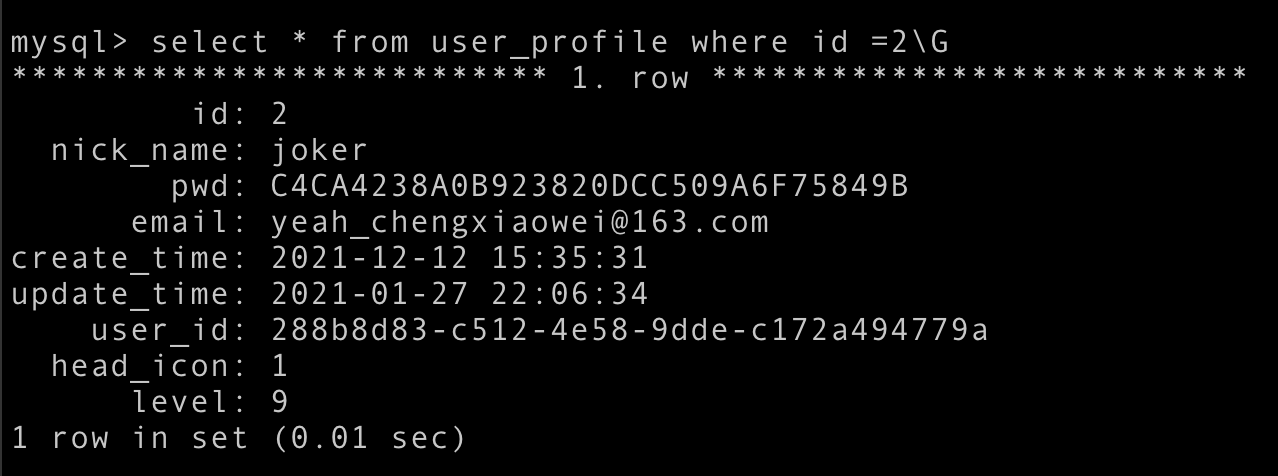 mysql> select * from user_profile where id =2\G
*************************** 1. row ***************************
id: 2
nick_name: joker
pwd: C4CA4238A0B923820DCC509A6F75849B
email: yeah_chengxiaowei@163.com
create_time: 2021-12-12 15:35:31
update_time: 2021-01-27 22:06:34
user_id: 288b8d83-c512-4e58-9dde-c172a494779a
head_icon: 1
level: 9
1 row in set (0.01 sec)